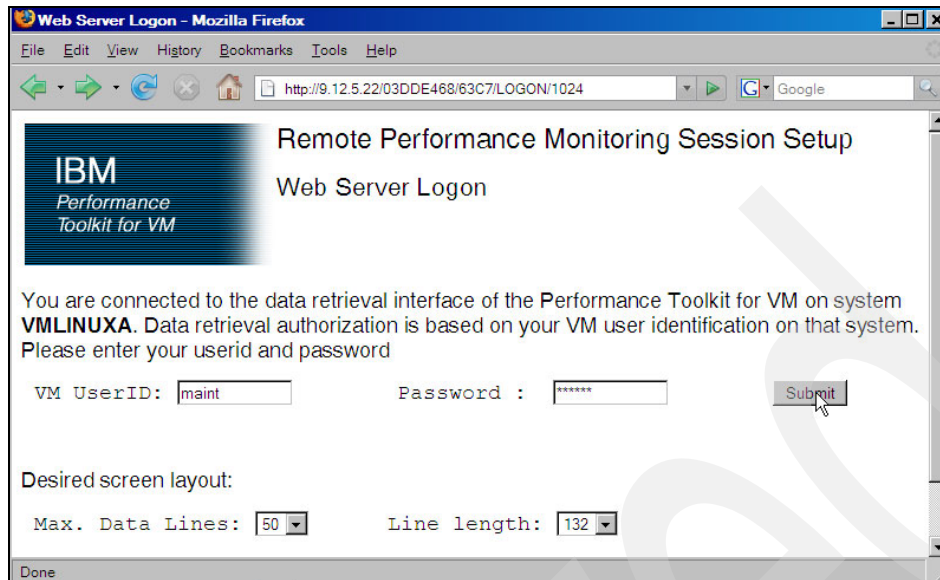 Web Server Logon - Mozilla Firefox
File Edit View History Bookmarks Tools Help
http://9.12.5.22/03DDE468/63C7/LOGON/1024
G Google
IBM
Performance
Toolkit for VM
Remote Performance Monitoring Session Setup
Web Server Logon
You are connected to the data retrieval interface of the Performance Toolkit for VM on system
VMLINUXA. Data retrieval authorization is based on your VM user identification on that system.
Please enter your userid and password
VM UserID: maint Password : ****** Submit
Desired screen layout:
Max. Data Lines: 50 Line length: 132
Done